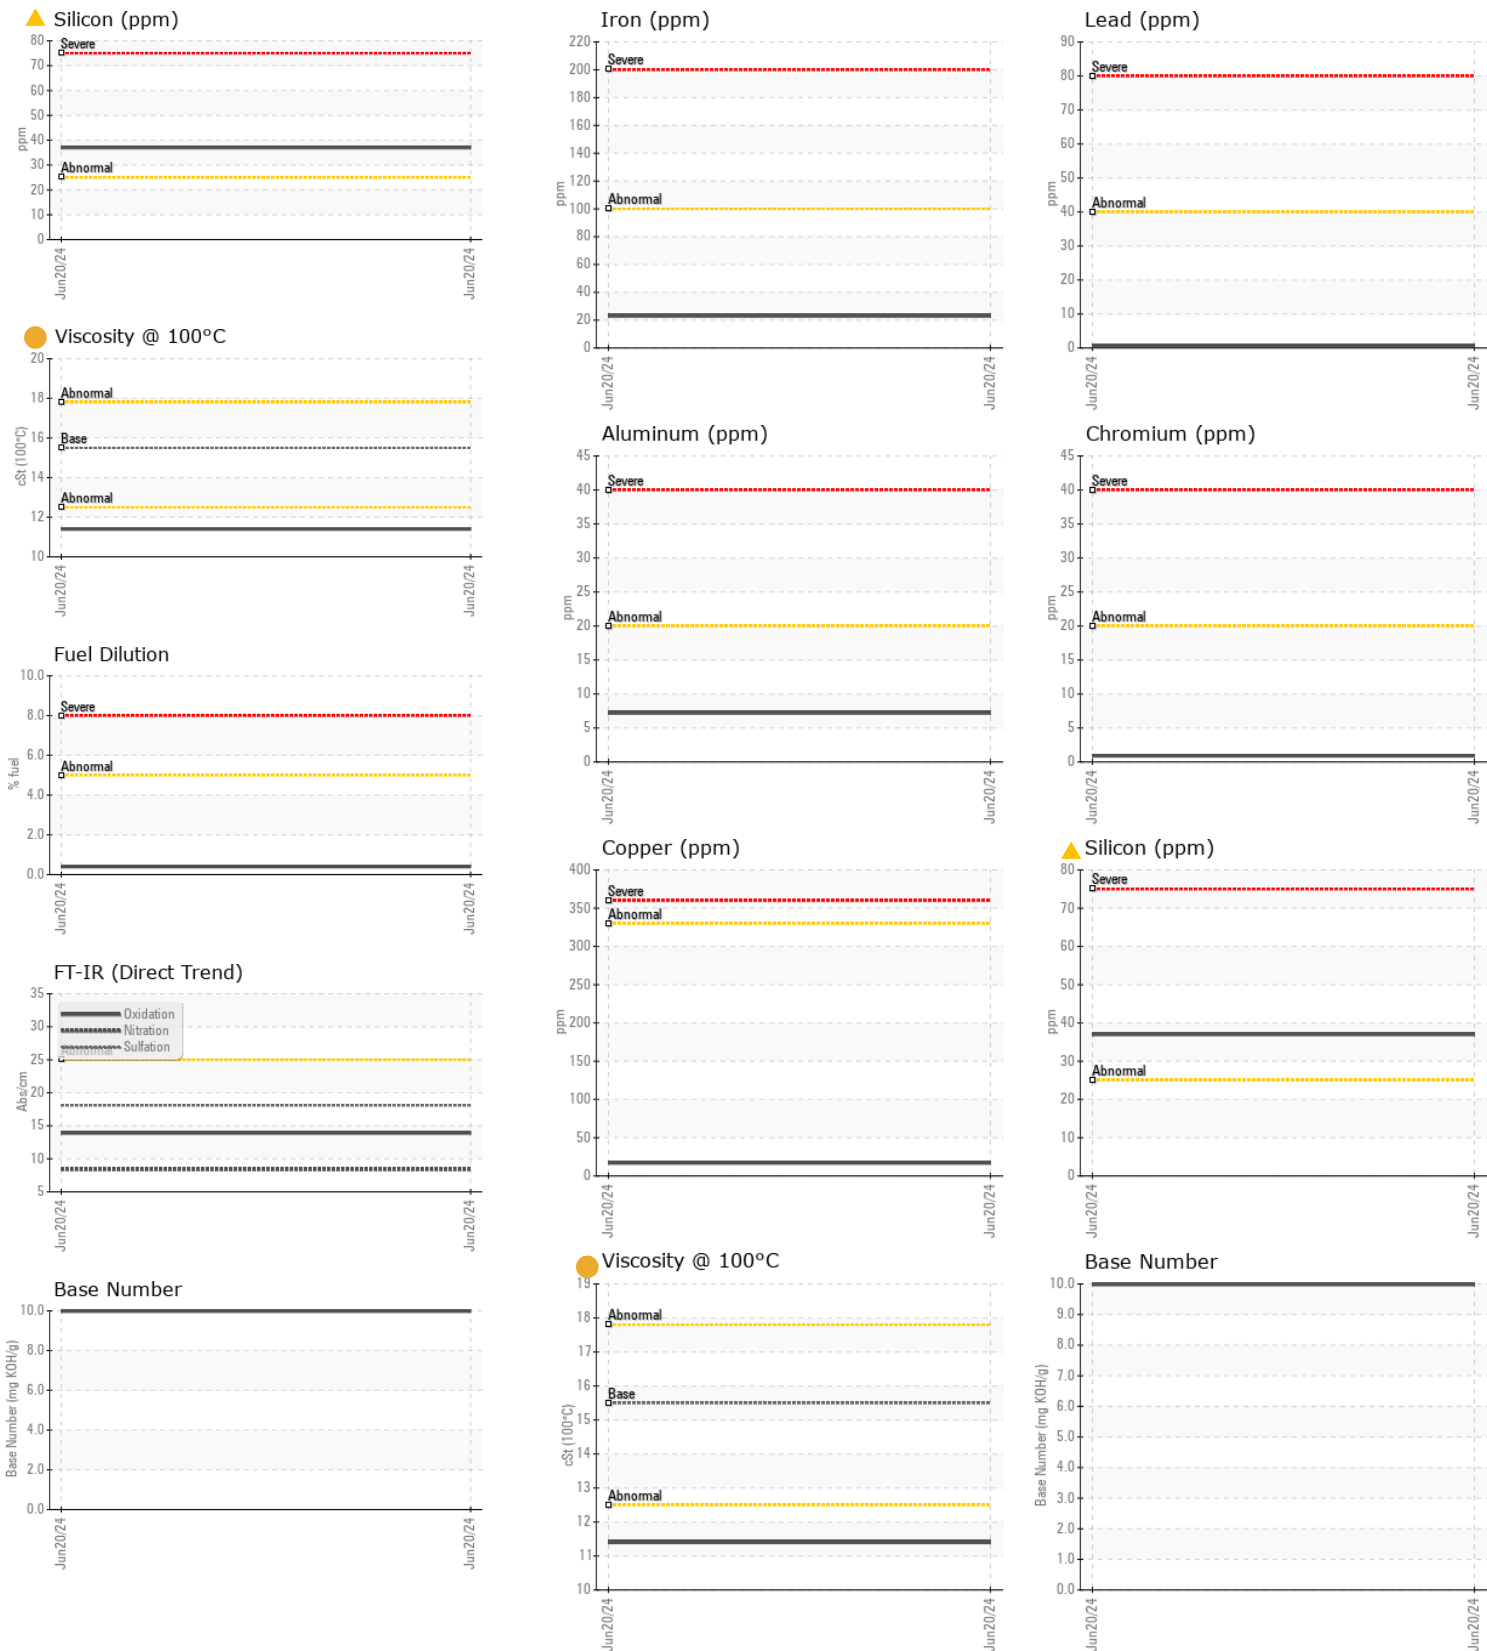 Silicon (ppm)
80
70
60
50
40
30
20
10
0
ppm
Severe
Abnormal
Jun20/24
Jun20/24
Viscosity @ 100°C
20
18
16
14
12
10
cSt (100°C)
Abnormal
Base
Abnormal
Jun20/24
Jun20/24
Fuel Dilution
10.0
8.0
6.0
4.0
2.0
0.0
% fuel
Severe
Abnormal
Jun20/24
Jun20/24
FT-IR (Direct Trend)
35
30
25
20
15
10
5
Abs/cm
Oxidation
Nitration
Sulfation
Abnormal
Jun20/24
Jun20/24
Base Number
10.0
8.0
6.0
4.0
2.0
0.0
Base Number (mg KOH/g)
Jun20/24
Jun20/24
Iron (ppm)
220
200
180
160
140
120
100
80
60
40
20
0
ppm
Severe
Abnormal
Jun20/24
Jun20/24
Lead (ppm)
90
80
70
60
50
40
30
20
10
0
ppm
Severe
Abnormal
Jun20/24
Jun20/24
Aluminum (ppm)
45
40
35
30
25
20
15
10
5
0
ppm
Severe
Abnormal
Jun20/24
Jun20/24
Chromium (ppm)
45
40
35
30
25
20
15
10
5
0
ppm
Severe
Abnormal
Jun20/24
Jun20/24
Copper (ppm)
400
350
300
250
200
150
100
50
0
ppm
Severe
Abnormal
Jun20/24
Jun20/24
Silicon (ppm)
80
70
60
50
40
30
20
10
0
ppm
Severe
Abnormal
Jun20/24
Jun20/24
Viscosity @ 100°C
19
18
17
16
15
14
13
12
11
10
cSt (100°C)
Abnormal
Base
Abnormal
Jun20/24
Jun20/24
Base Number
10.0
9.0
8.0
7.0
6.0
5.0
4.0
3.0
2.0
1.0
0.0
Base Number (mg KOH/g)
Jun20/24
Jun20/24